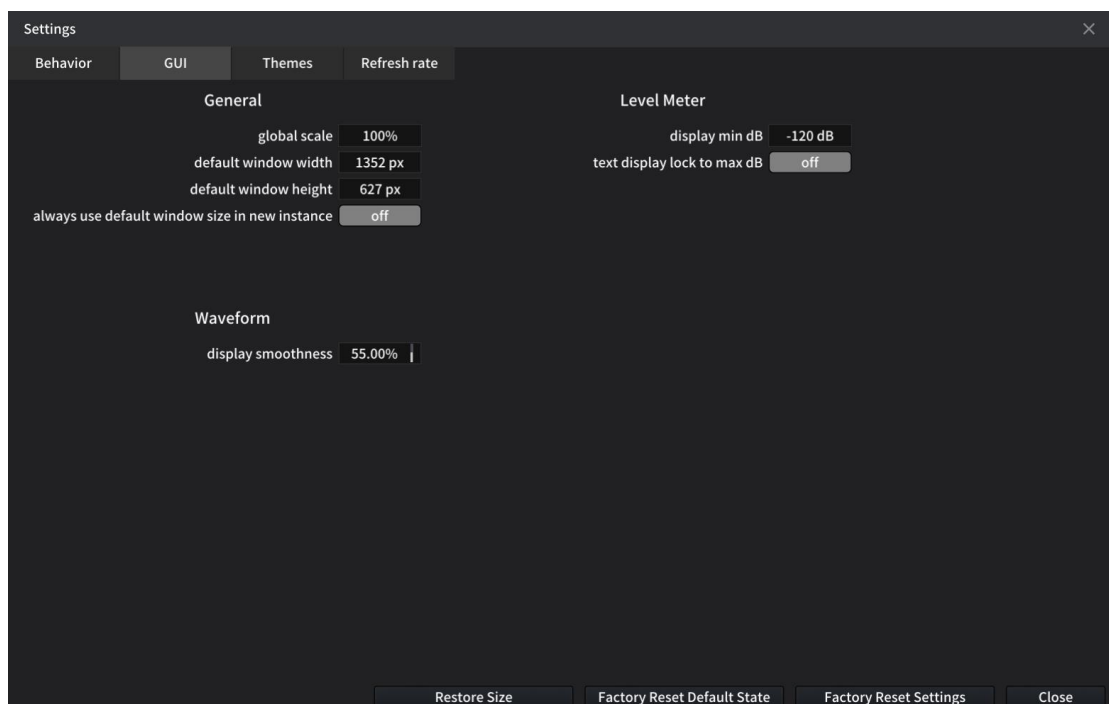 Settings
Behavior GUI Themes Refresh rate
General
global scale 100%
default window width 1352 px
default window height 627 px
always use default window size in new instance off
Level Meter
display min dB -120 dB
text display lock to max dB off
Waveform
display smoothness 55.00%
Restore Size Factory Reset Default State Factory Reset Settings Close